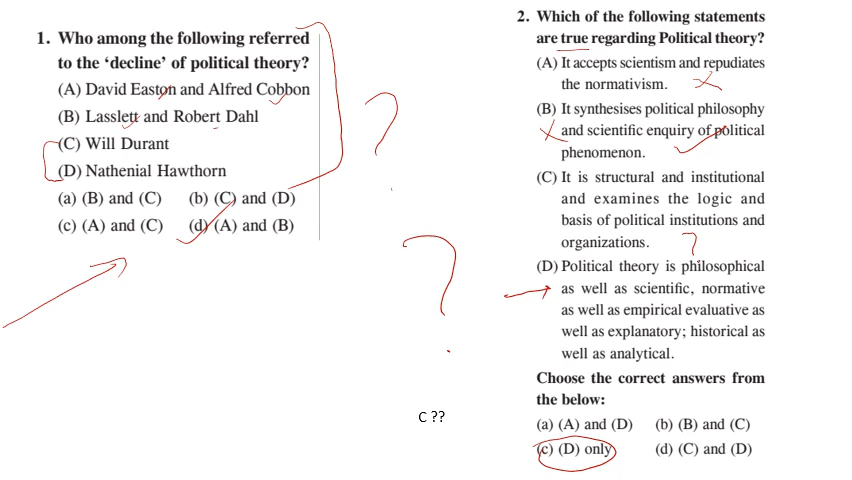 1. Who among the following referred
to the ‘decline’ of political theory?
(A) David Easton and Alfred Cobbon
(B) Lasslett and Robert Dahl
(C) Will Durant
(D) Nathenial Hawthorn
(a) (B) and (C) (b) (C) and (D)
(c) (A) and (C) (d) (A) and (B)
?
?
C ??
2. Which of the following statements
are true regarding Political theory?
(A) It accepts scientism and repudiates
the normativism.
(B) It synthesises political philosophy
and scientific enquiry of political
phenomenon.
(C) It is structural and institutional
and examines the logic and
basis of political institutions and
organizations. ?
(D) Political theory is philosophical
as well as scientific, normative
as well as empirical evaluative as
well as explanatory; historical as
well as analytical.
Choose the correct answers from
the below:
(a) (A) and (D) (b) (B) and (C)
(c) (D) only (d) (C) and (D)